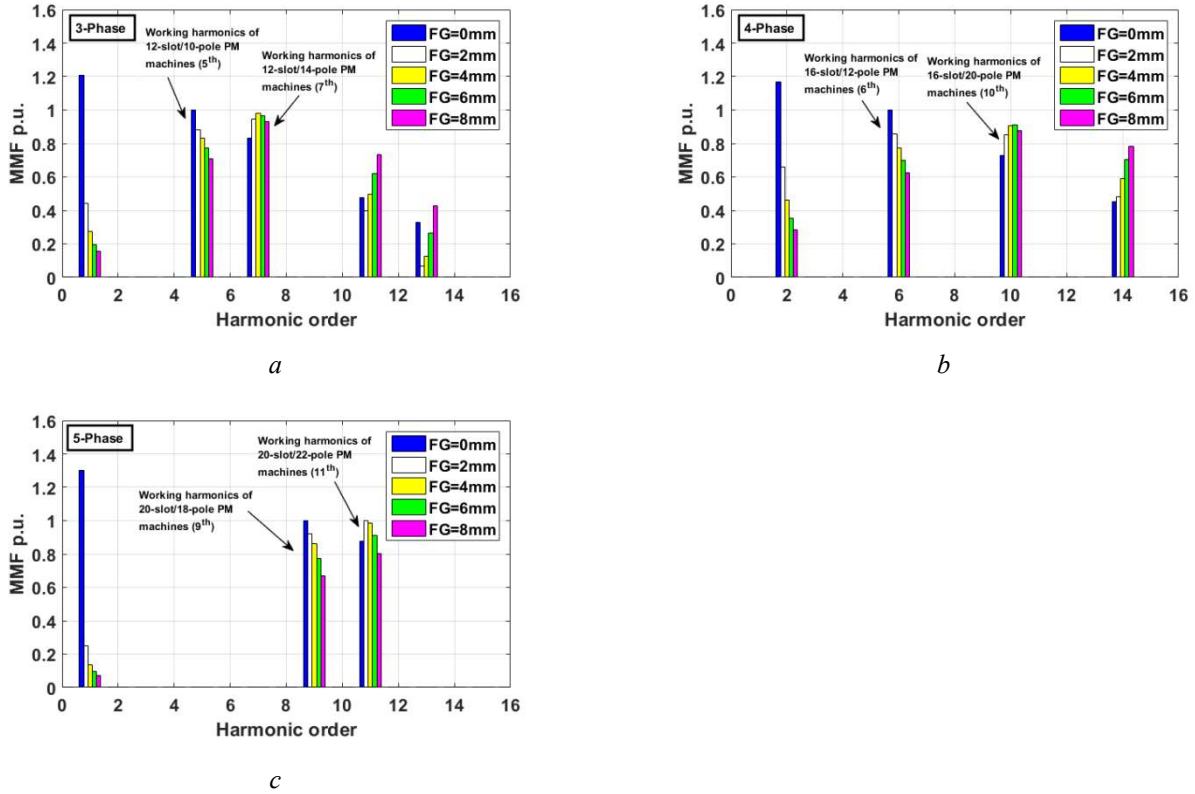 3-Phase
Working harmonics of
12-slot/10-pole PM
machines (5th)
Working harmonics of
12-slot/14-pole PM
machines (7th)
FG=0mm
FG=2mm
FG=4mm
FG=6mm
FG=8mm
MMF p.u.
1.6
1.4
1.2
1
0.8
0.6
0.4
0.2
0
0 2 4 6 8 10 12 14 16
Harmonic order
a
4-Phase
Working harmonics of
16-slot/12-pole PM
machines (6th)
Working harmonics of
16-slot/20-pole PM
machines (10th)
FG=0mm
FG=2mm
FG=4mm
FG=6mm
FG=8mm
MMF p.u.
1.6
1.4
1.2
1
0.8
0.6
0.4
0.2
0
0 2 4 6 8 10 12 14 16
Harmonic order
b
5-Phase
Working harmonics of
20-slot/22-pole PM
machines (11th)
Working harmonics of
20-slot/18-pole PM
machines (9th)
FG=0mm
FG=2mm
FG=4mm
FG=6mm
FG=8mm
MMF p.u.
1.6
1.4
1.2
1
0.8
0.6
0.4
0.2
0
0 2 4 6 8 10 12 14 16
Harmonic order
c